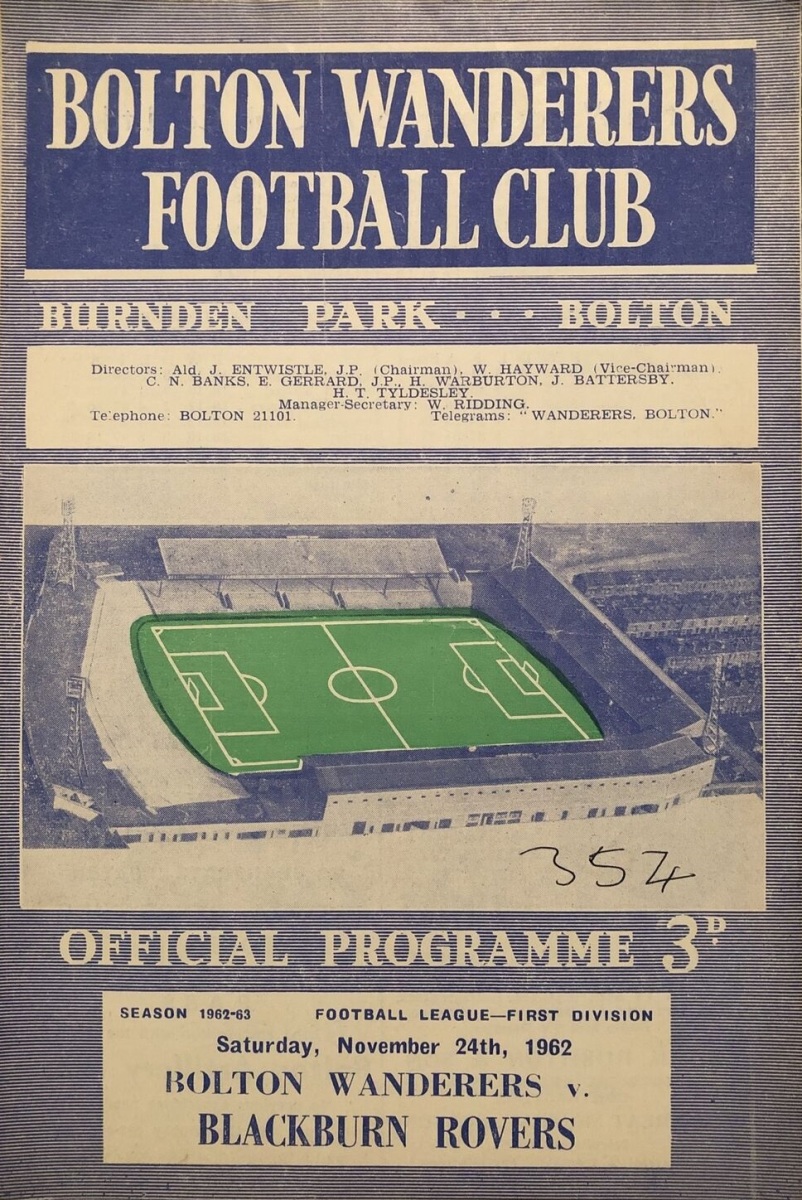 BOLTON WANDERERS
FOOTBALL CLUB
BURNDEN PARK . . . BOLTON
Directors: Ald. J. ENTWISTLE, J.P. (Chairman), W. HAYWARD (Vice-Chairman),
C. N. BANKS, E. GERRARD, J.P., H. WARBURTON, J. BATTERSBY,
H. T. TYLDESLEY.
Manager-Secretary: W. RIDDING.
Telephone: BOLTON 21101. Telegrams: "WANDERERS, BOLTON."
354
OFFICIAL PROGRAMME 3D.
SEASON 1962-63 FOOTBALL LEAGUE—FIRST DIVISION
Saturday, November 24th, 1962
BOLTON WANDERERS v.
BLACKBURN ROVERS